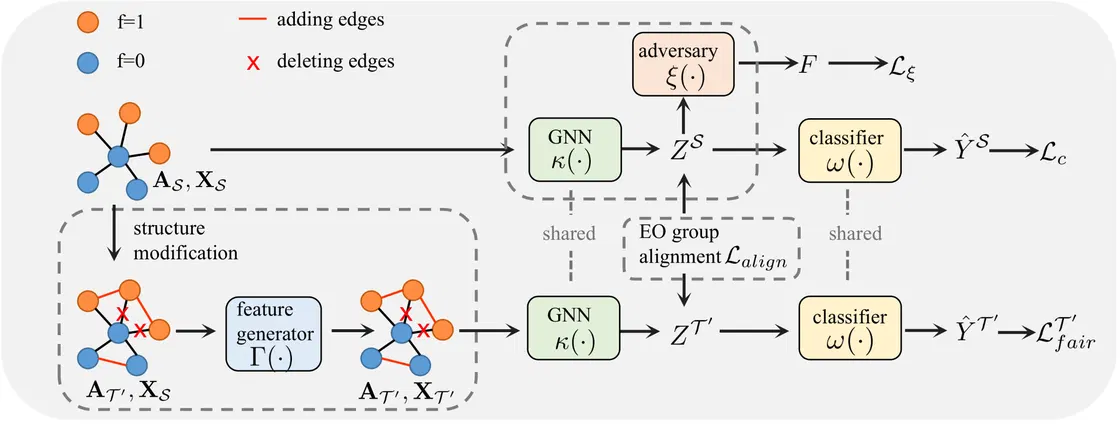 f=1
adding edges
f=0
x deleting edges
adversary
ξ(·)
F
ℒ_ξ
GNN
κ(·)
Z^𝒮
classifier
ω(·)
Ŷ^𝒮
ℒ_c
A_𝒮, X_𝒮
structure
modification
shared
EO group
alignment ℒ_align
shared
x
x x
feature
generator
Γ(·)
x
x x
GNN
κ(·)
Z^𝒯′
classifier
ω(·)
Ŷ^𝒯′
ℒ^𝒯′_fair
A_𝒯′, X_𝒮
A_𝒯′, X_𝒯′